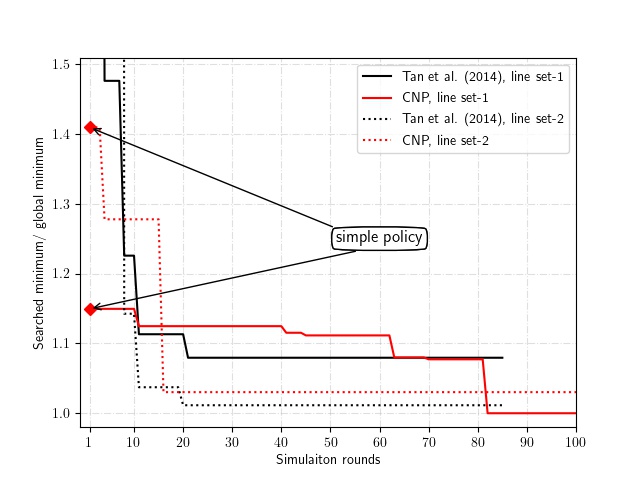 1.5
1.4
1.3
1.2
1.1
1.0
Searched minimum/ global minimum
Tan et al. (2014), line set-1
CNP, line set-1
Tan et al. (2014), line set-2
CNP, line set-2
simple policy
1 10 20 30 40 50 60 70 80 90 100
Simulaiton rounds